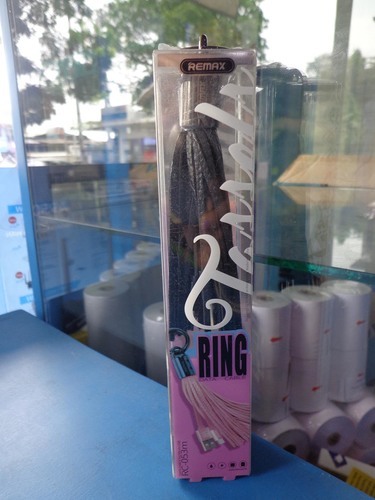 REMAX
Tassels
RING
RC-053m